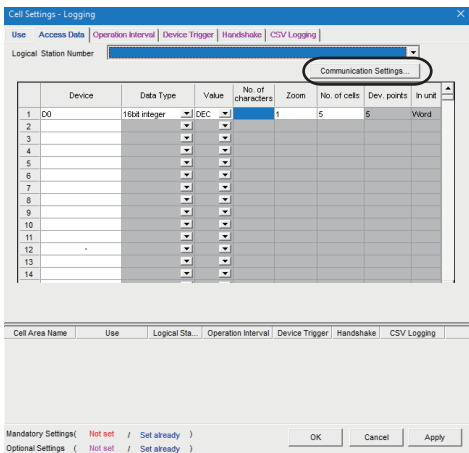 Cell Settings - Logging
Use Access Data Operation Interval Device Trigger Handshake CSV Logging
Logical Station Number
Communication Settings...
Device Data Type Value No. of characters Zoom No. of cells Dev. points In unit
1 D0 16bit integer DEC 1 5 5 Word
2
3
4
5
6
7
8
9
10
11
12 -
13
14
Cell Area Name Use Logical Sta... Operation Interval Device Trigger Handshake CSV Logging
Mandatory Settings( Not set / Set already )
OK Cancel Apply
Optional Settings ( Not set / Set already )